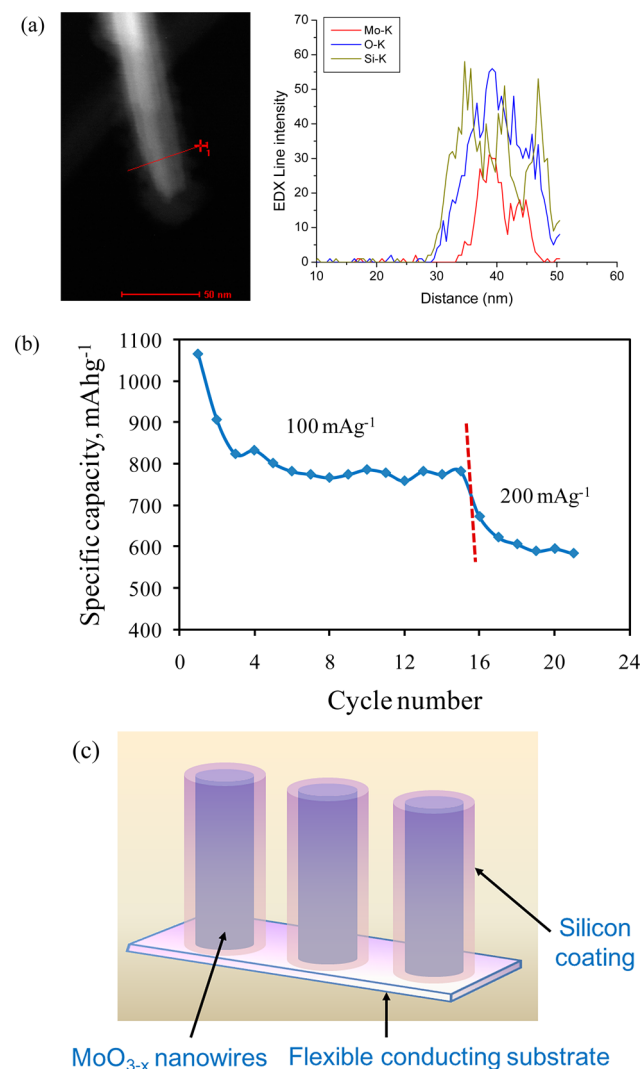 (a)
1
50 nm
EDX Line intensity
70
60
50
40
30
20
10
0
Mo-K
O-K
Si-K
10 20 30 40 50 60
Distance (nm)
(b)
Specific capacity, mAhg-1
1100
1000
900
800
700
600
500
400
100 mAg-1
200 mAg-1
0 4 8 12 16 20 24
Cycle number
(c)
Silicon
coating
MoO3-x nanowires Flexible conducting substrate